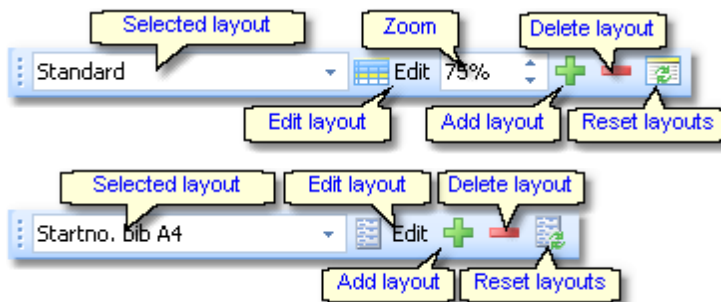 Selected layout Zoom Delete layout
Standard Edit 75%
Edit layout Add layout Reset layouts
Selected layout Edit layout Delete layout
Startno. bib A4 Edit
Add layout Reset layouts